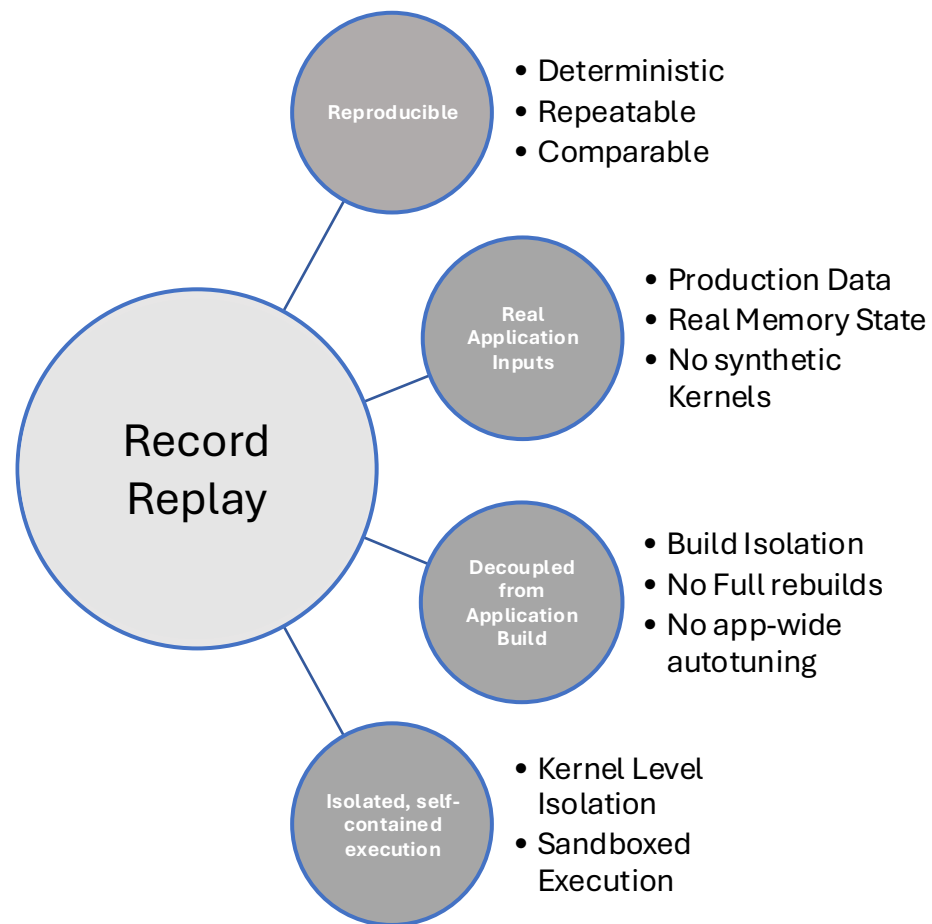 Reproducible
• Deterministic
• Repeatable
• Comparable
Real
Application
Inputs
• Production Data
• Real Memory State
• No synthetic
Kernels
Record
Replay
Decoupled
from
Application
Build
• Build Isolation
• No Full rebuilds
• No app-wide
autotuning
Isolated, self-
contained
execution
• Kernel Level
Isolation
• Sandboxed
Execution